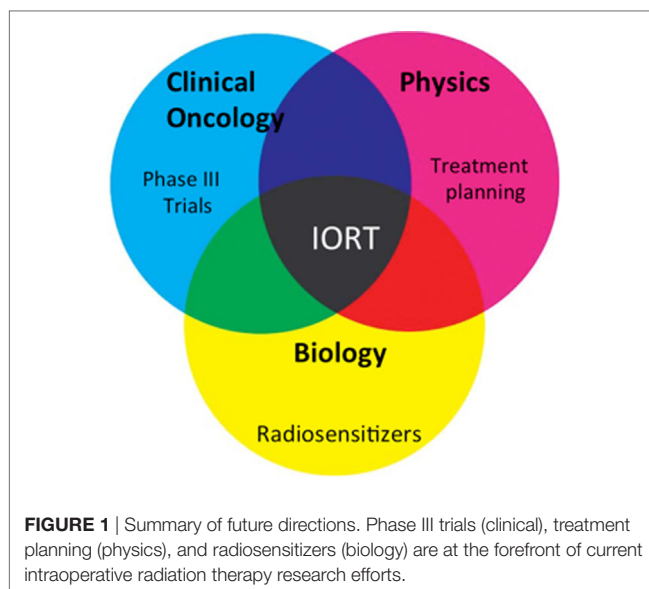 Clinical
Oncology
Physics
Phase III
Trials
Treatment
planning
IORT
Biology
Radiosensitizers
FIGURE 1 | Summary of future directions. Phase III trials (clinical), treatment
planning (physics), and radiosensitizers (biology) are at the forefront of current
intraoperative radiation therapy research efforts.